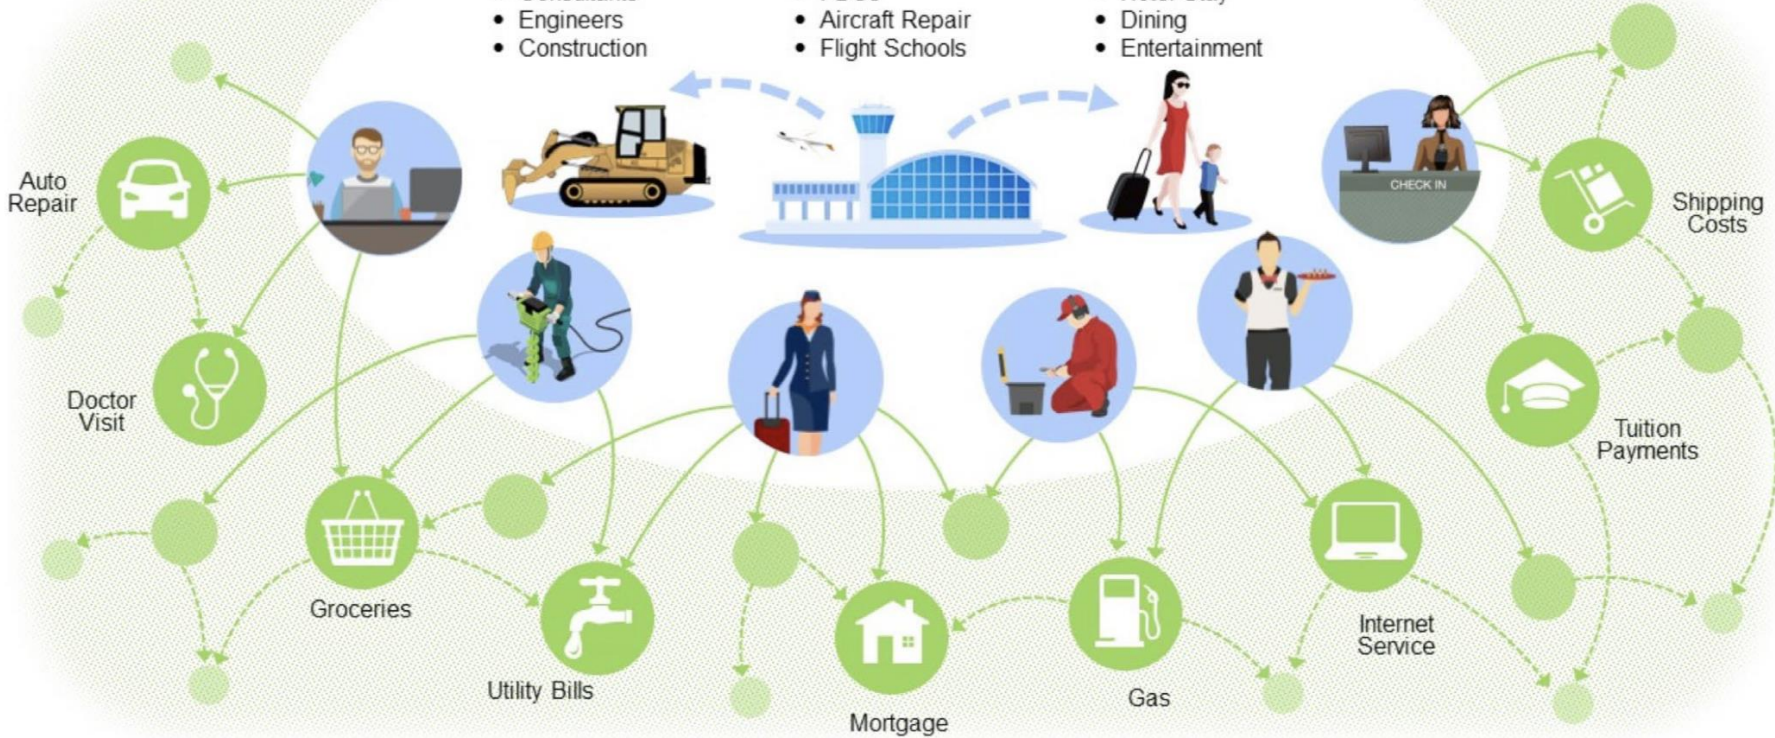 Engineers
Construction
Aircraft Repair
Flight Schools
Dining
Entertainment
CHECK IN
Auto
Repair
Shipping
Costs
Doctor
Visit
Tuition
Payments
Groceries
Internet
Service
Utility Bills
Gas
Mortgage